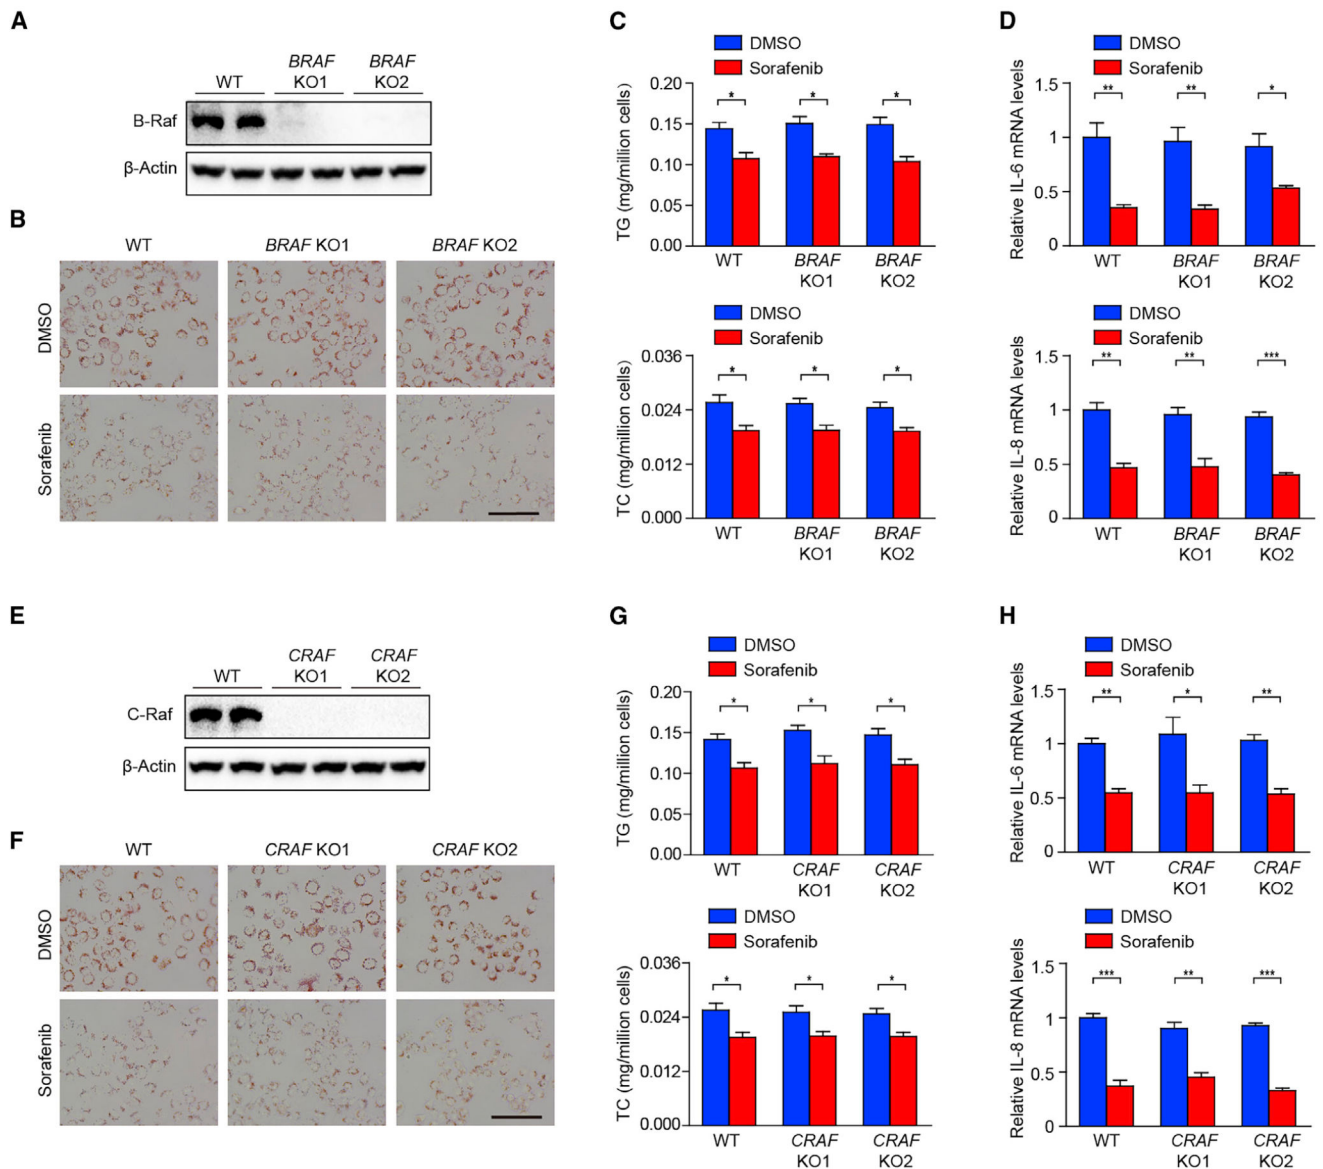 A
WT
BRAF
KO1
BRAF
KO2
B-Raf
β-Actin
B
WT
BRAF KO1
BRAF KO2
DMSO
Sorafenib
C
DMSO
Sorafenib
TG (mg/million cells)
0.20
0.15
0.10
0.05
0.00
*
*
*
WT
BRAF
KO1
BRAF
KO2
DMSO
Sorafenib
TC (mg/million cells)
0.036
0.024
0.012
0.000
*
*
*
WT
BRAF
KO1
BRAF
KO2
D
DMSO
Sorafenib
Relative IL-6 mRNA levels
1.5
1
0.5
0
**
**
*
WT
BRAF
KO1
BRAF
KO2
DMSO
Sorafenib
Relative IL-8 mRNA levels
1.5
1
0.5
0
**
**
***
WT
BRAF
KO1
BRAF
KO2
E
WT
CRAF
KO1
CRAF
KO2
C-Raf
β-Actin
F
WT
CRAF KO1
CRAF KO2
DMSO
Sorafenib
G
DMSO
Sorafenib
TG (mg/million cells)
0.20
0.15
0.10
0.05
0.00
*
*
*
WT
CRAF
KO1
CRAF
KO2
DMSO
Sorafenib
TC (mg/million cells)
0.036
0.024
0.012
0.000
*
*
*
WT
CRAF
KO1
CRAF
KO2
H
DMSO
Sorafenib
Relative IL-6 mRNA levels
1.5
1
0.5
0
**
*
**
WT
CRAF
KO1
CRAF
KO2
DMSO
Sorafenib
Relative IL-8 mRNA levels
1.5
1
0.5
0
***
**
***
WT
CRAF
KO1
CRAF
KO2